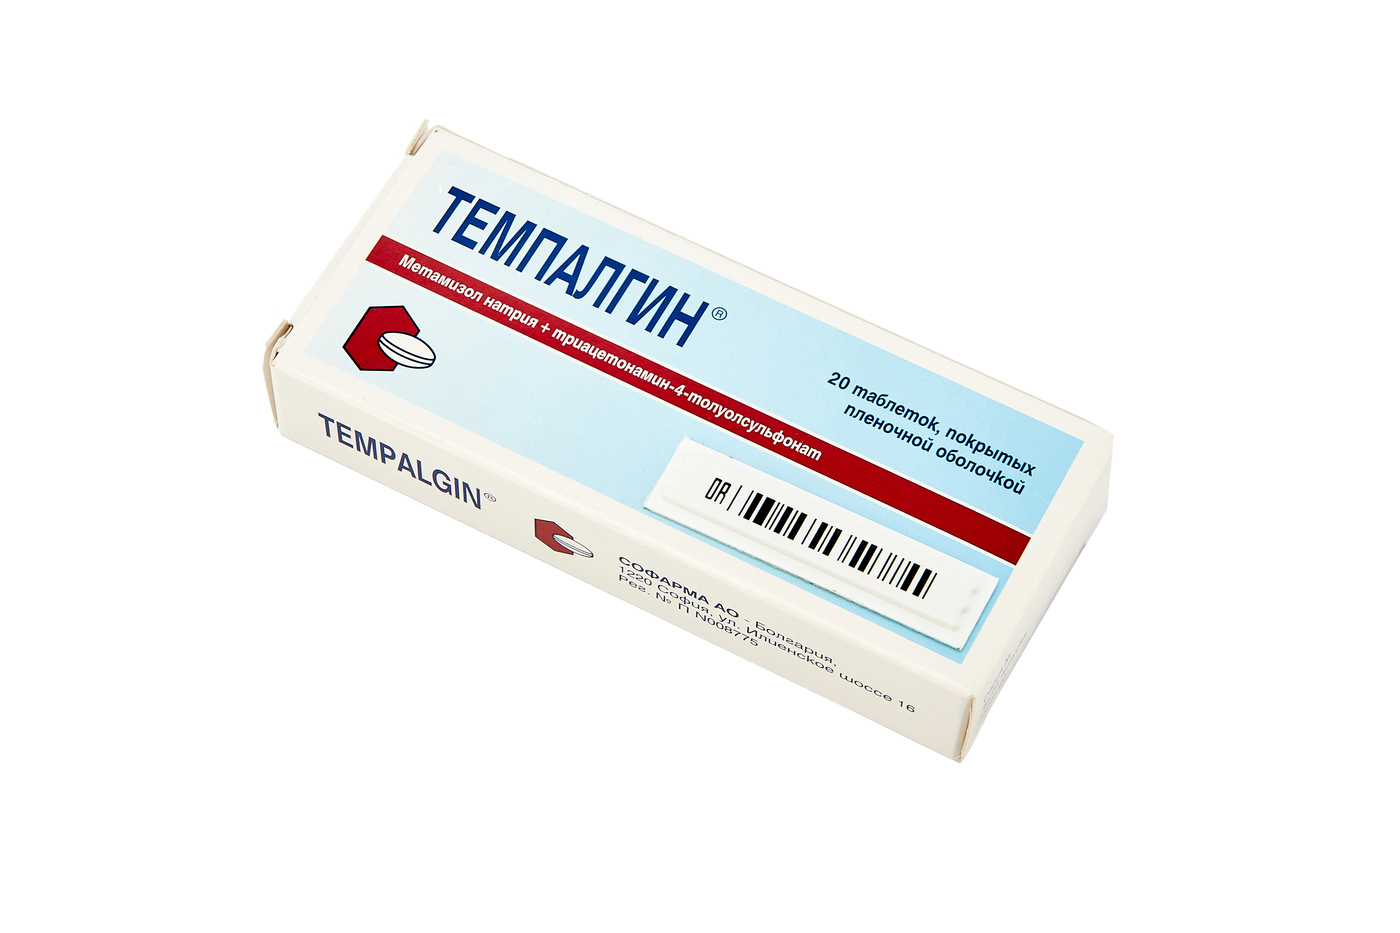 ТЕМПАЛГИН®
Метамизол натрия + триацетонамин-4-толуолсульфонат
20 таблеток, покрытых
пленочной оболочкой
DR
TEMPALGIN®
СОФАРМА АО - Болгария,
1220 София, ул. Илиенское шоссе 16
Рег. № П N008775